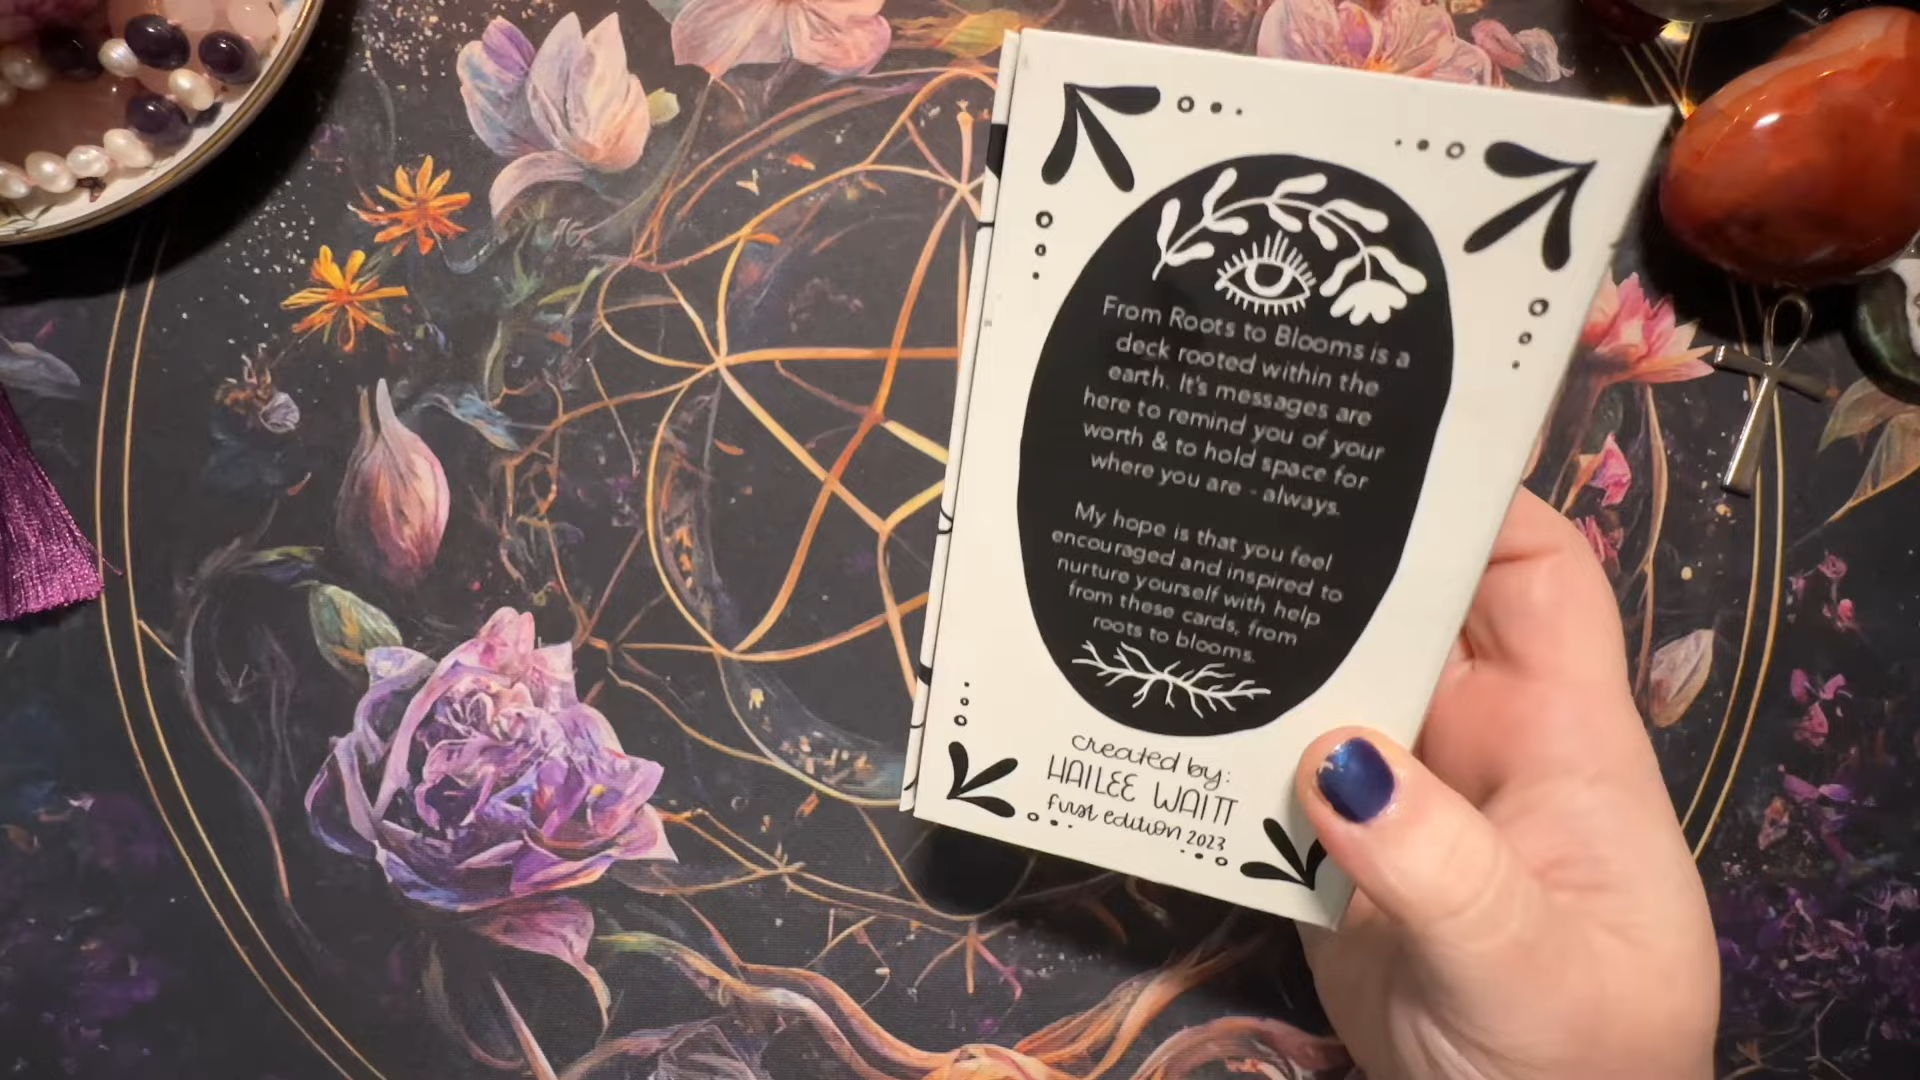 From Roots to Blooms is a
deck rooted within the
earth. It's messages are
here to remind you of your
worth & to hold space for
where you are - always.
My hope is that you feel
encouraged and inspired to
nurture yourself with help
from these cards, from
roots to blooms.
created by:
HAILEE WAITT
first edition 2023